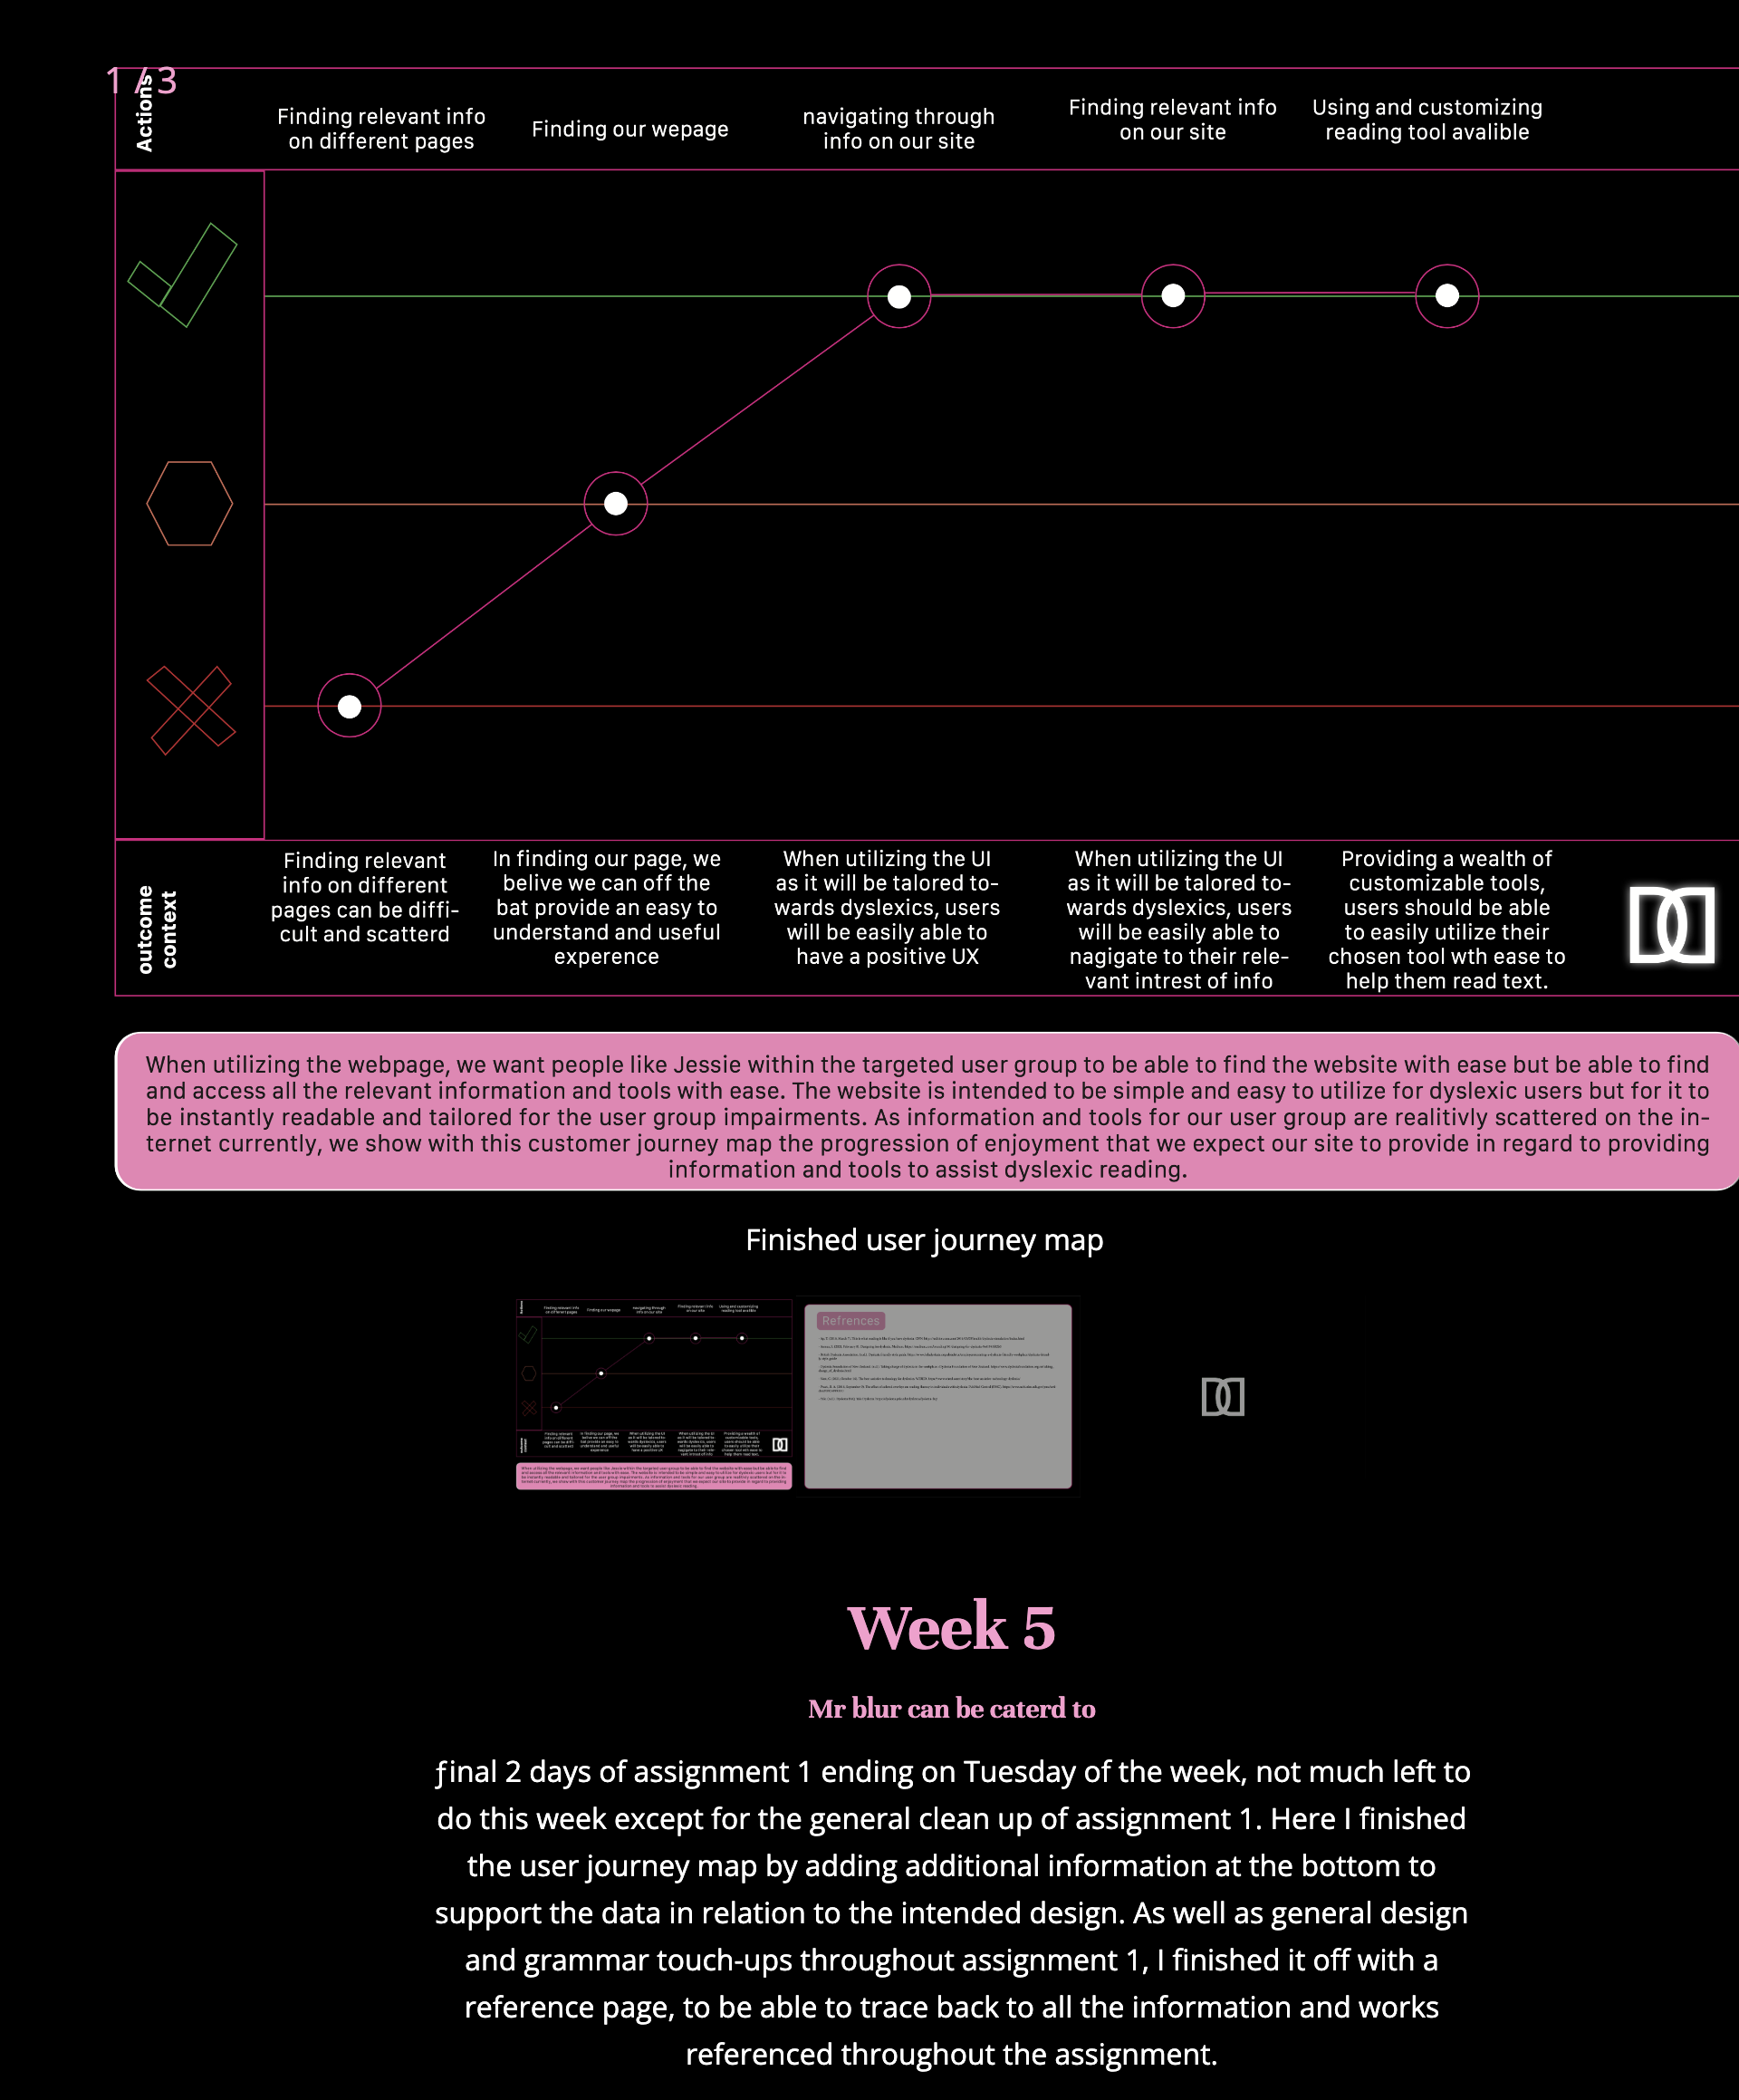 1 / 3
Actions
Finding relevant info
on different pages
Finding our wepage
navigating through
info on our site
Finding relevant info
on our site
Using and customizing
reading tool avalible
outcome
context
Finding relevant
info on different
pages can be diffi-
cult and scatterd
In finding our page, we
belive we can off the
bat provide an easy to
understand and useful
experence
When utilizing the UI
as it will be talored to-
wards dyslexics, users
will be easily able to
have a positive UX
When utilizing the UI
as it will be talored to-
wards dyslexics, users
will be easily able to
nagigate to their rele-
vant intrest of info
Providing a wealth of
customizable tools,
users should be able
to easily utilize their
chosen tool wth ease to
help them read text.
When utilizing the webpage, we want people like Jessie within the targeted user group to be able to find the website with ease but be able to find
and access all the relevant information and tools with ease. The website is intended to be simple and easy to utilize for dyslexic users but for it to
be instantly readable and tailored for the user group impairments. As information and tools for our user group are realitivly scattered on the in-
ternet currently, we show with this customer journey map the progression of enjoyment that we expect our site to provide in regard to providing
information and tools to assist dyslexic reading.
Finished user journey map
Refrences
Week 5
Mr blur can be caterd to
ƒinal 2 days of assignment 1 ending on Tuesday of the week, not much left to
do this week except for the general clean up of assignment 1. Here I finished
the user journey map by adding additional information at the bottom to
support the data in relation to the intended design. As well as general design
and grammar touch-ups throughout assignment 1, I finished it off with a
reference page, to be able to trace back to all the information and works
referenced throughout the assignment.